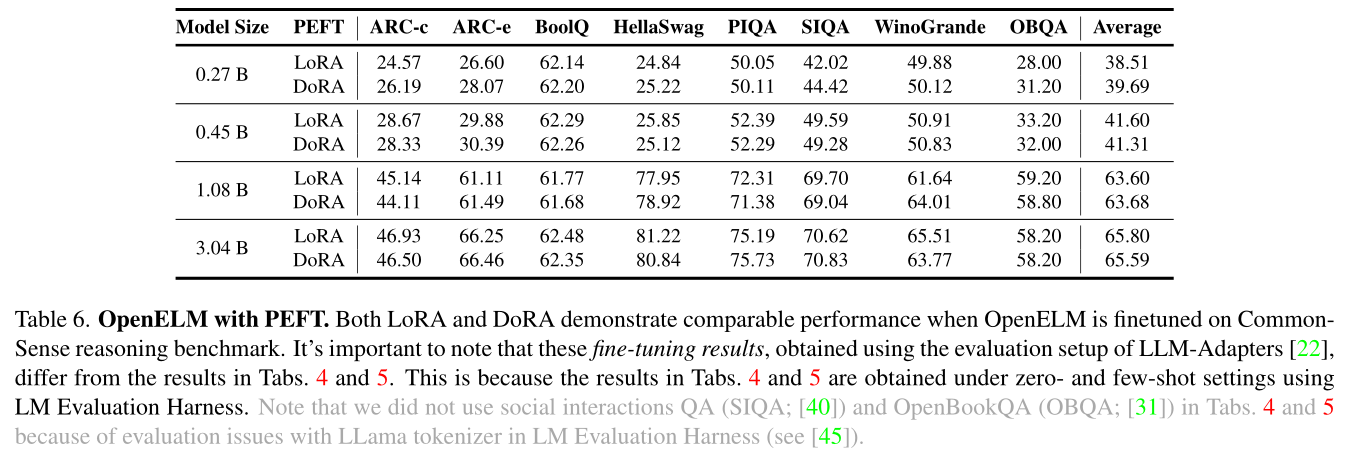 Model Size PEFT ARC-c ARC-e BoolQ HellaSwag PIQA SIQA WinoGrande OBQA Average
0.27 B LoRA 24.57 26.60 62.14 24.84 50.05 42.02 49.88 28.00 38.51
DoRA 26.19 28.07 62.20 25.22 50.11 44.42 50.12 31.20 39.69
0.45 B LoRA 28.67 29.88 62.29 25.85 52.39 49.59 50.91 33.20 41.60
DoRA 28.33 30.39 62.26 25.12 52.29 49.28 50.83 32.00 41.31
1.08 B LoRA 45.14 61.11 61.77 77.95 72.31 69.70 61.64 59.20 63.60
DoRA 44.11 61.49 61.68 78.92 71.38 69.04 64.01 58.80 63.68
3.04 B LoRA 46.93 66.25 62.48 81.22 75.19 70.62 65.51 58.20 65.80
DoRA 46.50 66.46 62.35 80.84 75.73 70.83 63.77 58.20 65.59
Table 6. OpenELM with PEFT. Both LoRA and DoRA demonstrate comparable performance when OpenELM is finetuned on Common-
Sense reasoning benchmark. It's important to note that these fine-tuning results, obtained using the evaluation setup of LLM-Adapters [22],
differ from the results in Tabs. 4 and 5. This is because the results in Tabs. 4 and 5 are obtained under zero- and few-shot settings using
LM Evaluation Harness. Note that we did not use social interactions QA (SIQA; [40]) and OpenBookQA (OBQA; [31]) in Tabs. 4 and 5
because of evaluation issues with LLama tokenizer in LM Evaluation Harness (see [45]).